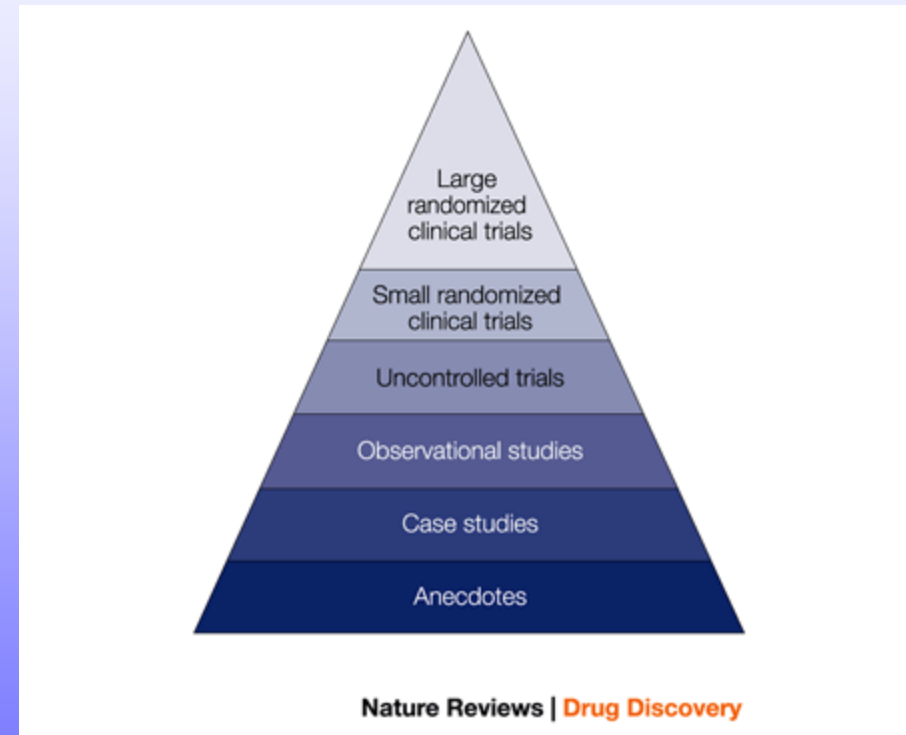 Large
randomized
clinical trials
Small randomized
clinical trials
Uncontrolled trials
Observational studies
Case studies
Anecdotes
Nature Reviews | Drug Discovery